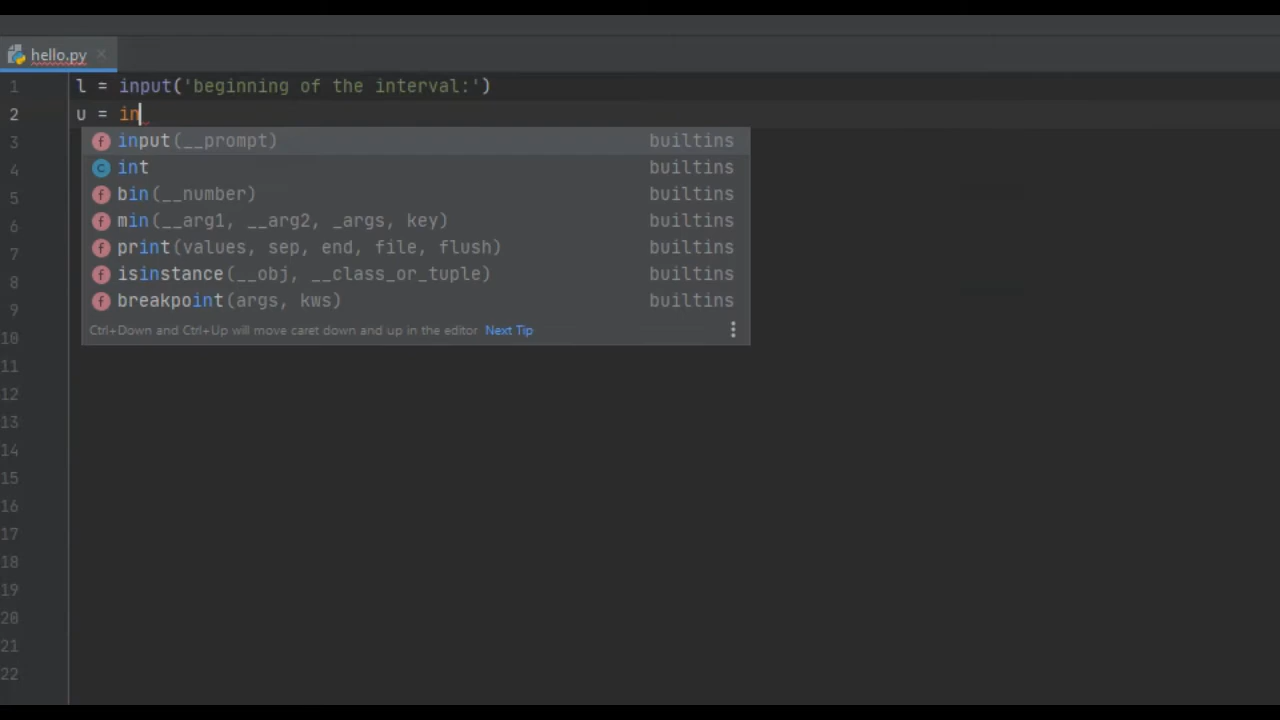 hello.py
1 l = input('beginning of the interval:')
2 u = in
3 input(__prompt) builtins
4 int builtins
5 bin(__number) builtins
6 min(__arg1, __arg2, _args, key) builtins
7 print(values, sep, end, file, flush) builtins
8 isinstance(__obj, __class_or_tuple) builtins
9 breakpoint(args, kws) builtins
10 Ctrl+Down and Ctrl+Up will move caret down and up in the editor Next Tip
11
12
13
14
15
16
17
18
19
20
21
22